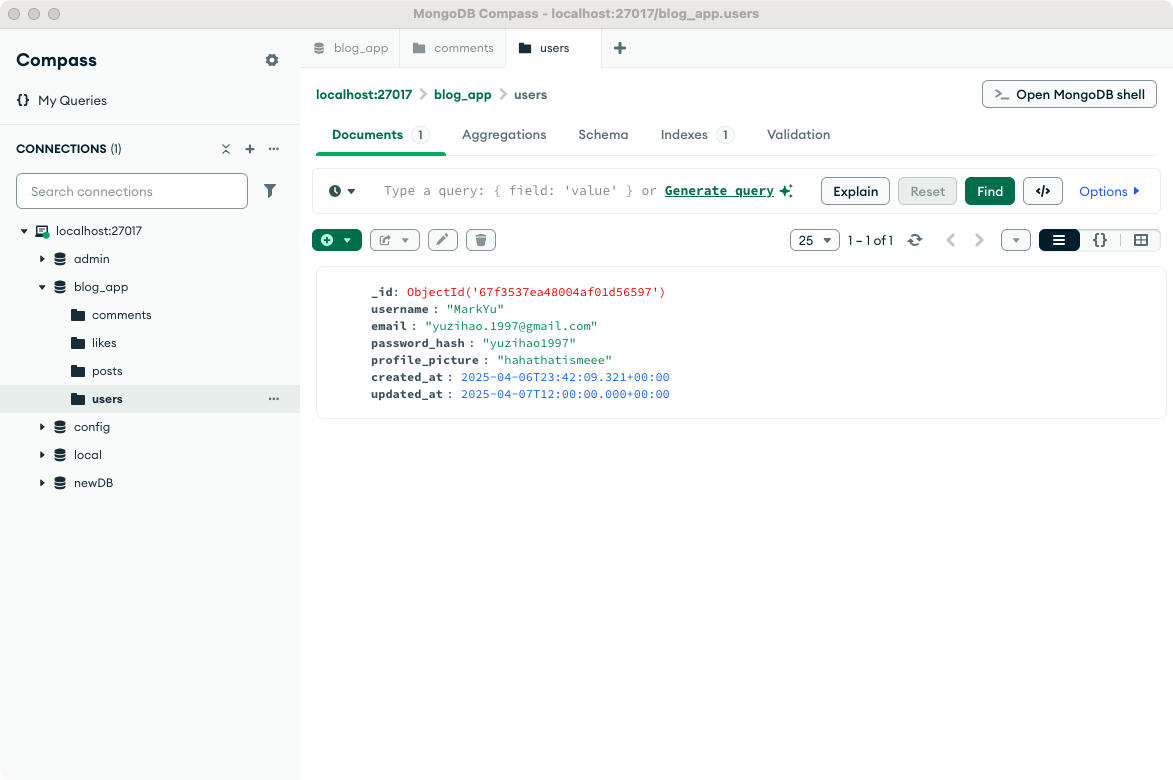 MongoDB Compass - localhost:27017/blog_app.users
Compass
{} My Queries
CONNECTIONS (1)
Search connections
localhost:27017
admin
blog_app
comments
likes
posts
users
config
local
newDB
blog_app
comments
users
localhost:27017 > blog_app > users
>_ Open MongoDB shell
Documents 1
Aggregations
Schema
Indexes 1
Validation
Type a query: { field: 'value' } or Generate query
Explain
Reset
Find
</>
Options
25
1 – 1 of 1
{}
_id: ObjectId('67f3537ea48004af01d56597')
username : "MarkYu"
email : "yuzihao.1997@gmail.com"
password_hash : "yuzihao1997"
profile_picture : "hahathatismeee"
created_at : 2025-04-06T23:42:09.321+00:00
updated_at : 2025-04-07T12:00:00.000+00:00